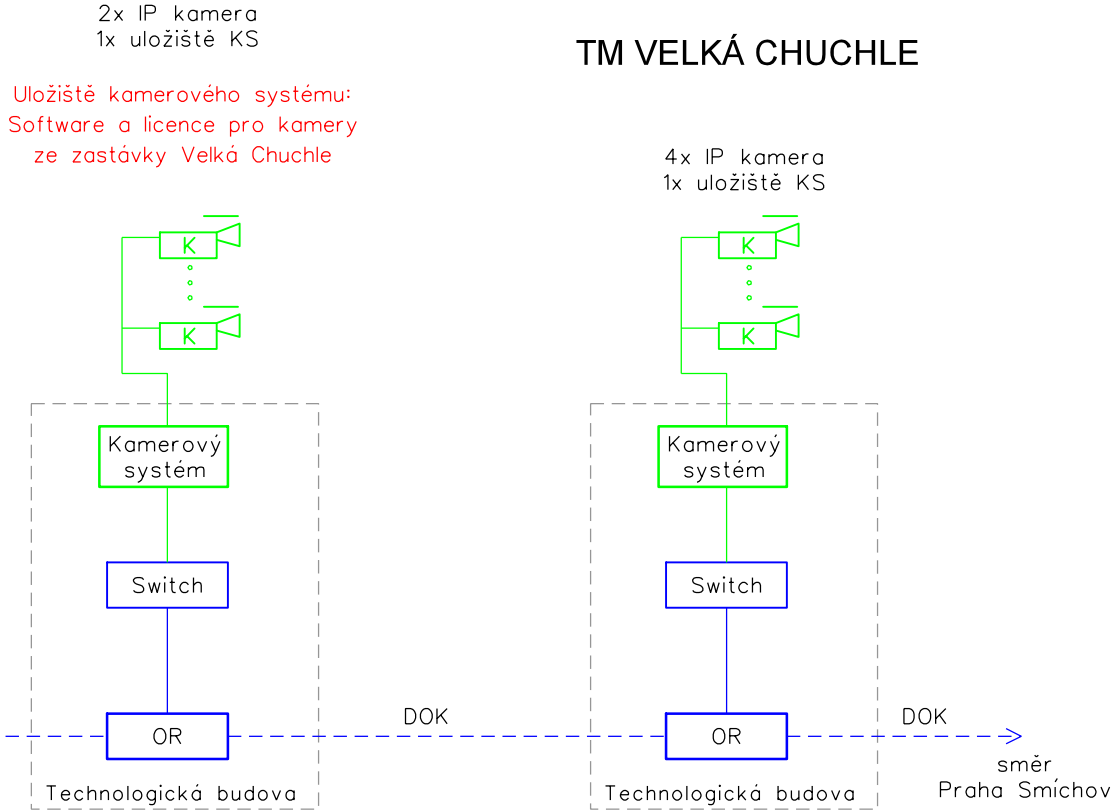 2x IP kamera
1x uložiště KS
Uložiště kamerového systému:
Software a licence pro kamery
ze zastávky Velká Chuchle
K
K
Kamerový
systém
Switch
OR
Technologická budova
DOK
TM VELKÁ CHUCHLE
4x IP kamera
1x uložiště KS
K
K
Kamerový
systém
Switch
OR
Technologická budova
DOK
směr
Praha Smíchov